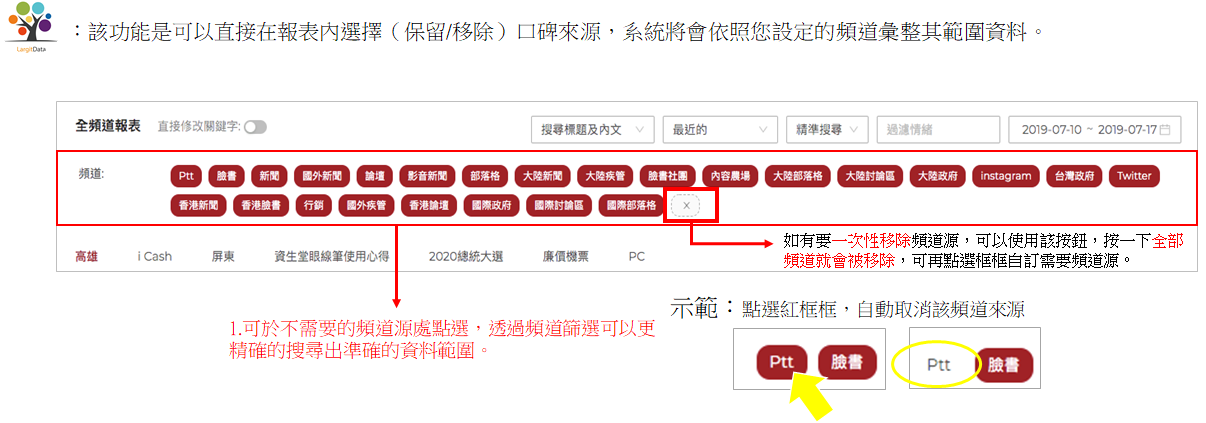 ：該功能是可以直接在報表內選擇（保留/移除）口碑來源，系統將會依照您設定的頻道彙整其範圍資料。
LargitData
全頻道報表 直接修改關鍵字: 搜尋標題及內文 最近的 精準搜尋 過濾情緒 2019-07-10 ~ 2019-07-17
頻道: Ptt 臉書 新聞 國外新聞 論壇 影音新聞 部落格 大陸新聞 大陸疾管 臉書社團 內容農場 大陸部落格 大陸討論區 大陸政府 instagram 台灣政府 Twitter
香港新聞 香港臉書 行銷 國外疾管 香港論壇 國際政府 國際討論區 國際部落格 x
高雄 i Cash 屏東 資生堂眼線筆使用心得 2020總統大選 廉價機票 PC
如有要一次性移除頻道源，可以使用該按鈕，按一下全部
頻道就會被移除，可再點選框框自訂需要頻道源。
1.可於不需要的頻道源處點選，透過頻道篩選可以更
精確的搜尋出準確的資料範圍。
示範：點選紅框框，自動取消該頻道來源
Ptt 臉書 Ptt 臉書